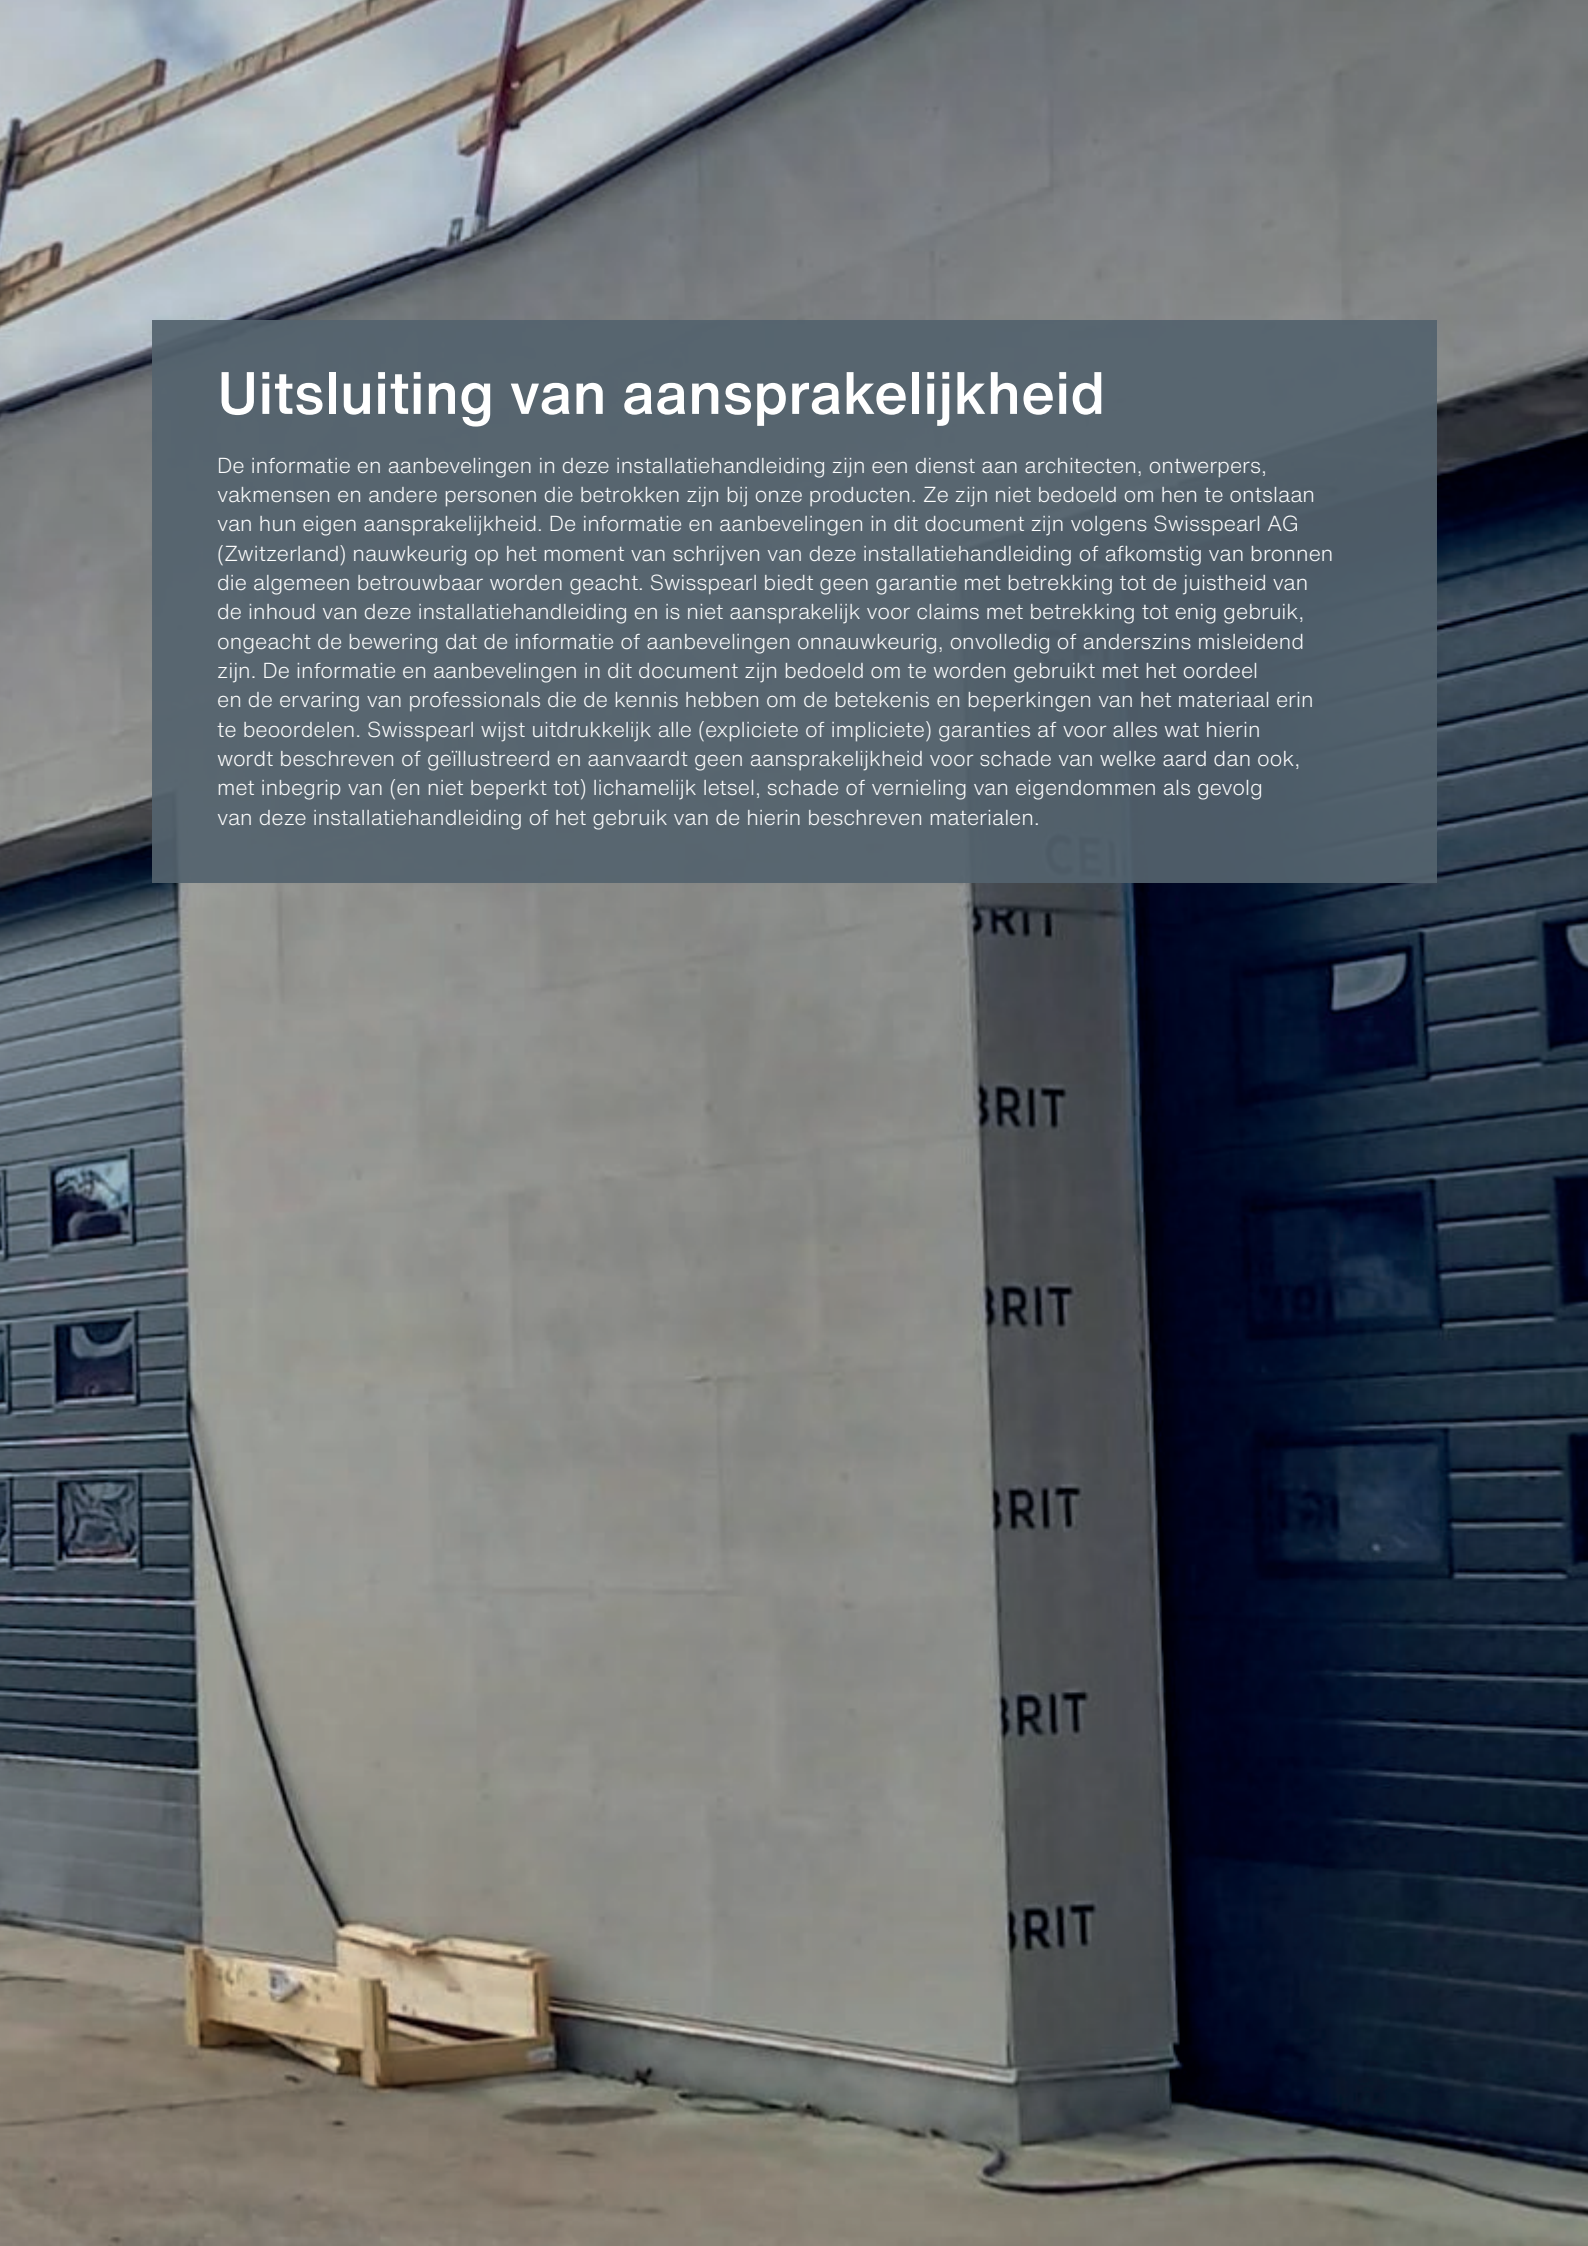 Uitsluiting van aansprakelijkheid
De informatie en aanbevelingen in deze installatiehandleiding zijn een dienst aan architecten, ontwerpers,
vakmensen en andere personen die betrokken zijn bij onze producten. Ze zijn niet bedoeld om hen te ontslaan
van hun eigen aansprakelijkheid. De informatie en aanbevelingen in dit document zijn volgens Swisspearl AG
(Zwitzerland) nauwkeurig op het moment van schrijven van deze installatiehandleiding of afkomstig van bronnen
die algemeen betrouwbaar worden geacht. Swisspearl biedt geen garantie met betrekking tot de juistheid van
de inhoud van deze installatiehandleiding en is niet aansprakelijk voor claims met betrekking tot enig gebruik,
ongeacht de bewering dat de informatie of aanbevelingen onnauwkeurig, onvolledig of anderszins misleidend
zijn. De informatie en aanbevelingen in dit document zijn bedoeld om te worden gebruikt met het oordeel
en de ervaring van professionals die de kennis hebben om de betekenis en beperkingen van het materiaal erin
te beoordelen. Swisspearl wijst uitdrukkelijk alle (expliciete of impliciete) garanties af voor alles wat hierin
wordt beschreven of geïllustreerd en aanvaardt geen aansprakelijkheid voor schade van welke aard dan ook,
met inbegrip van (en niet beperkt tot) lichamelijk letsel, schade of vernieling van eigendommen als gevolg
van deze installatiehandleiding of het gebruik van de hierin beschreven materialen.
BRIT
BRIT
BRIT
BRIT
BRIT
BRIT